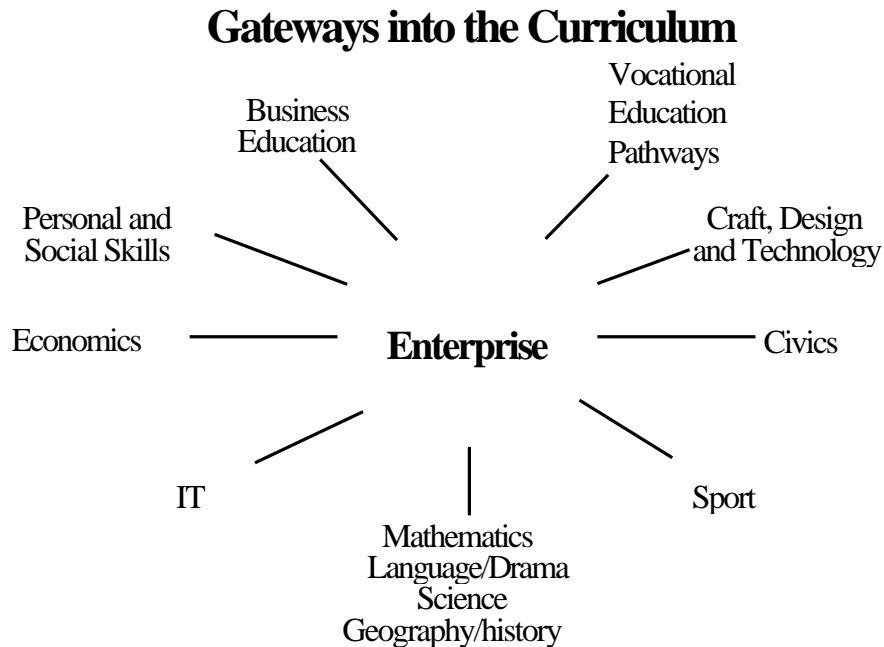 Gateways into the Curriculum
Vocational
Education
Pathways
Business
Education
Personal and
Social Skills
Craft, Design
and Technology
Economics
Enterprise
Civics
IT
Sport
Mathematics
Language/Drama
Science
Geography/history